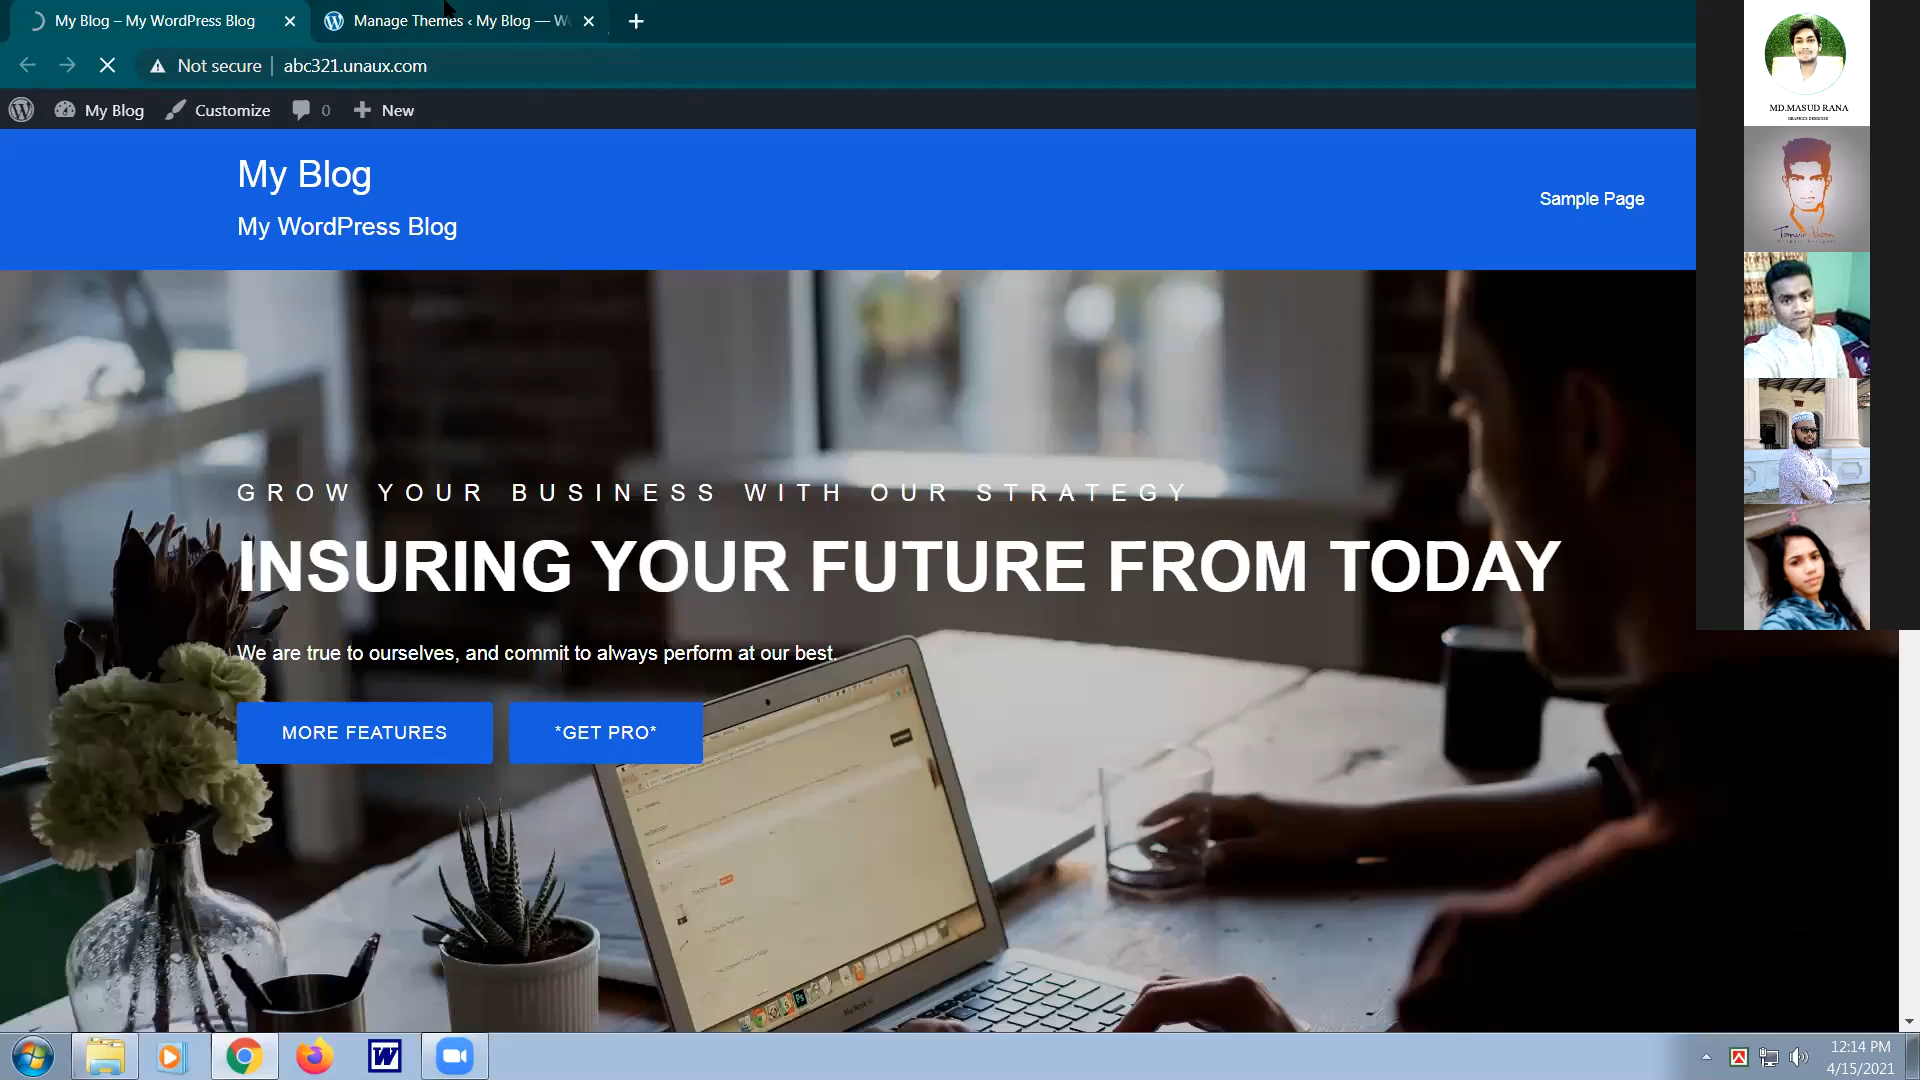 My Blog – My WordPress Blog
Manage Themes ‹ My Blog — W
Not secure
abc321.unaux.com
My Blog
Customize
0
New
My Blog
My WordPress Blog
Sample Page
GROW YOUR BUSINESS WITH OUR STRATEGY
INSURING YOUR FUTURE FROM TODAY
We are true to ourselves, and commit to always perform at our best.
MORE FEATURES
*GET PRO*
MD.MASUD RANA
GRAPHICS DESIGNER
12:14 PM
4/15/2021